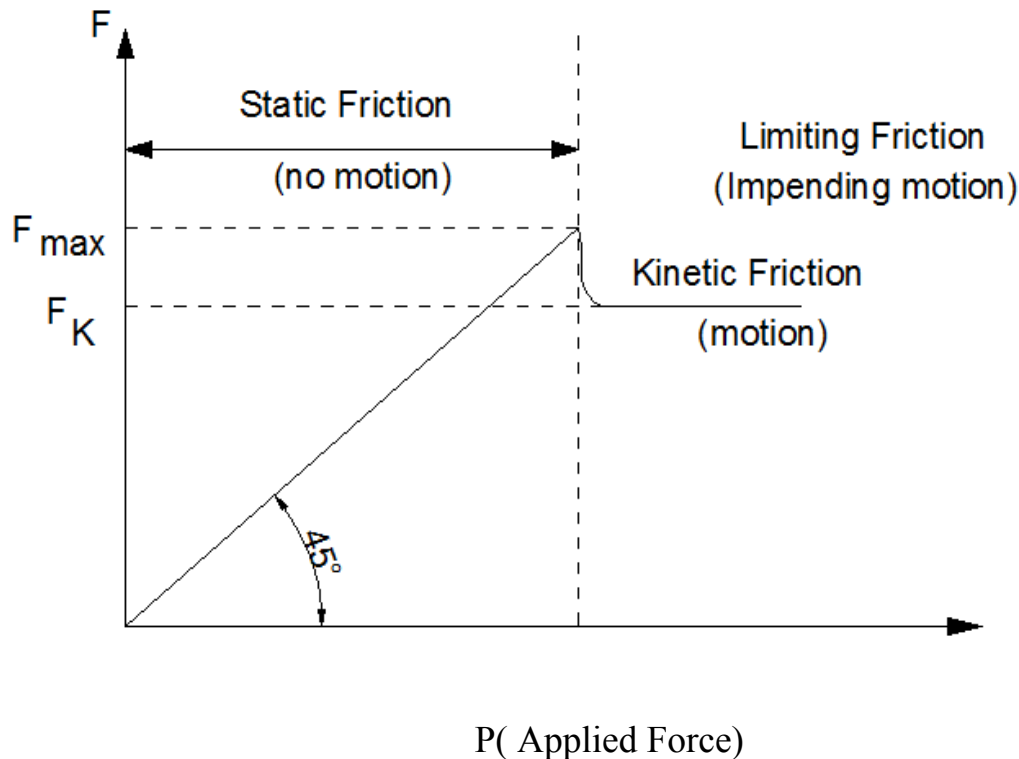 F
Static Friction
(no motion)
Limiting Friction
(Impending motion)
F max
Kinetic Friction
F K
(motion)
45°
P( Applied Force)